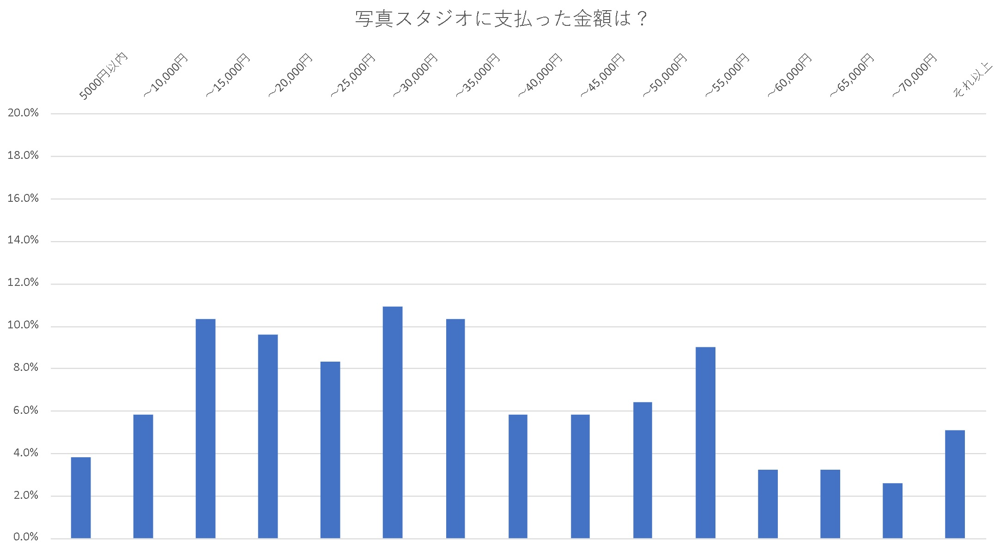 写真スタジオに支払った金額は？
5000円以内
～10,000円
～15,000円
～20,000円
～25,000円
～30,000円
～35,000円
～40,000円
～45,000円
～50,000円
～55,000円
～60,000円
～65,000円
～70,000円
それ以上
20.0%
18.0%
16.0%
14.0%
12.0%
10.0%
8.0%
6.0%
4.0%
2.0%
0.0%